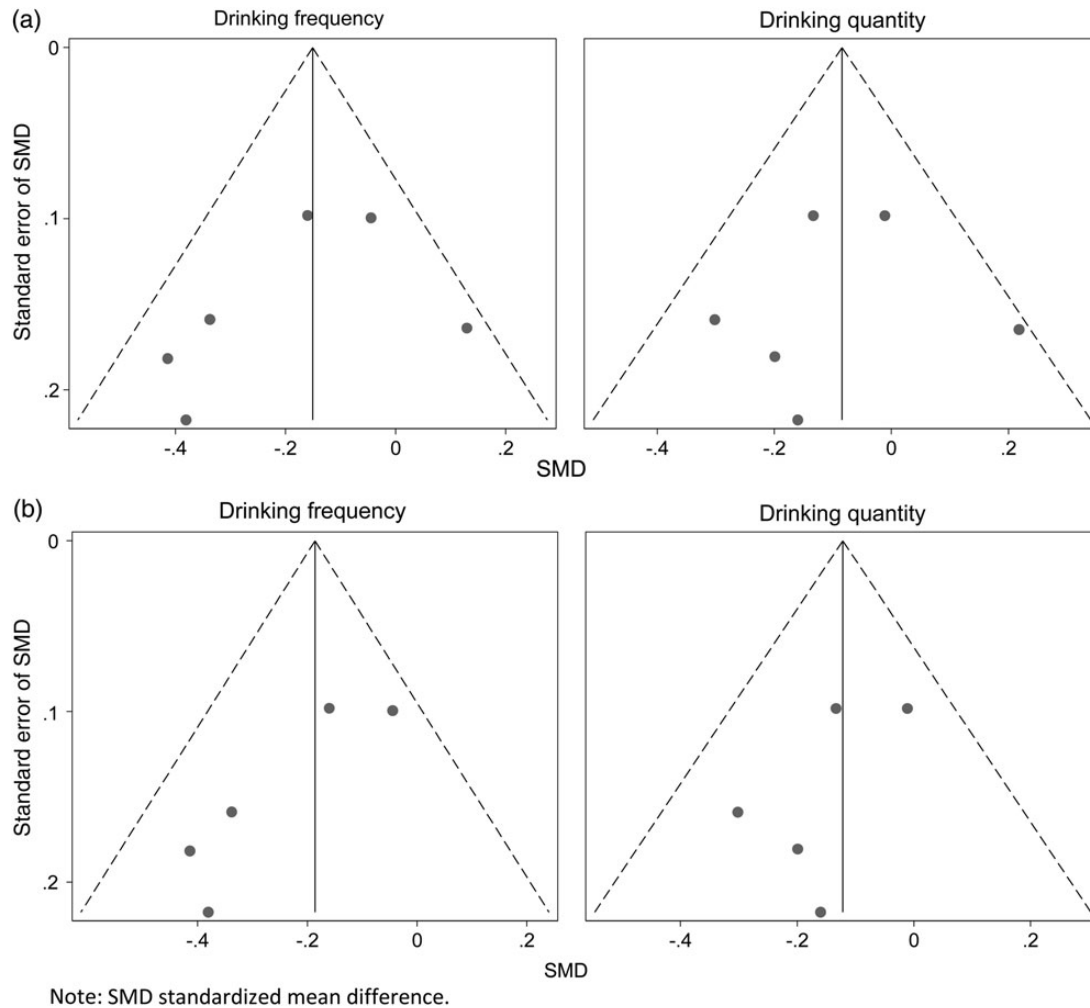 (a)
Drinking frequency
Drinking quantity
Standard error of SMD
0
.1
.2
-.4
-.2
0
.2
-.4
-.2
0
.2
SMD
(b)
Drinking frequency
Drinking quantity
Standard error of SMD
0
.1
.2
-.4
-.2
0
.2
-.4
-.2
0
.2
SMD
Note: SMD standardized mean difference.